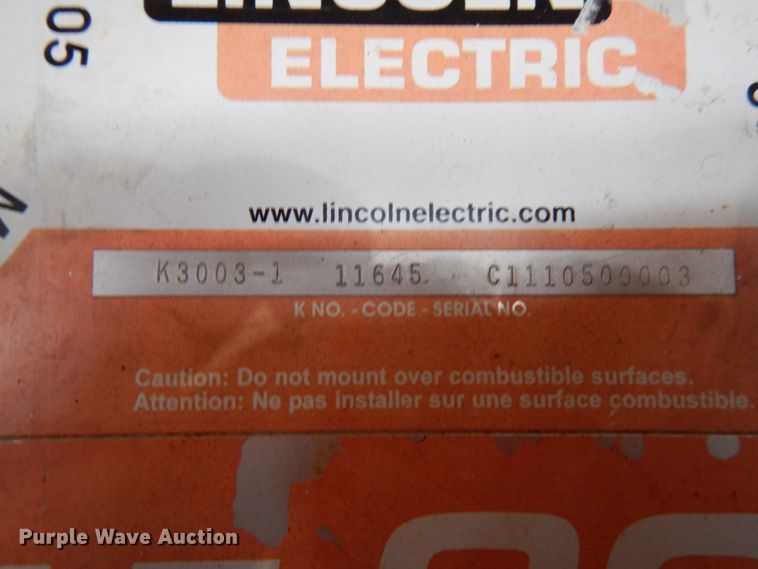 05
LINCOLN
ELECTRIC
www.lincolnelectric.com
K3003-1 11645 C1110500003
K NO. - CODE - SERIAL NO.
Caution: Do not mount over combustible surfaces.
Attention: Ne pas installer sur une surface combustible.
Purple Wave Auction